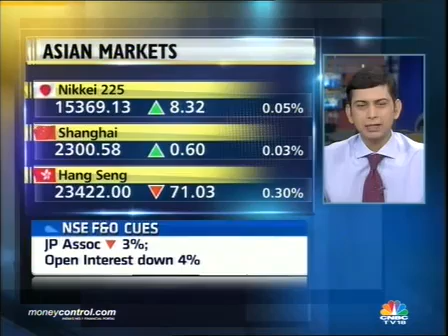 ASIAN MARKETS
Nikkei 225
15369.13 8.32 0.05%
Shanghai
2300.58 0.60 0.03%
Hang Seng
23422.00 71.03 0.30%
NSE F&O CUES
JP Assoc 3%;
Open Interest down 4%
moneycontrol.com
CNBC
TV18